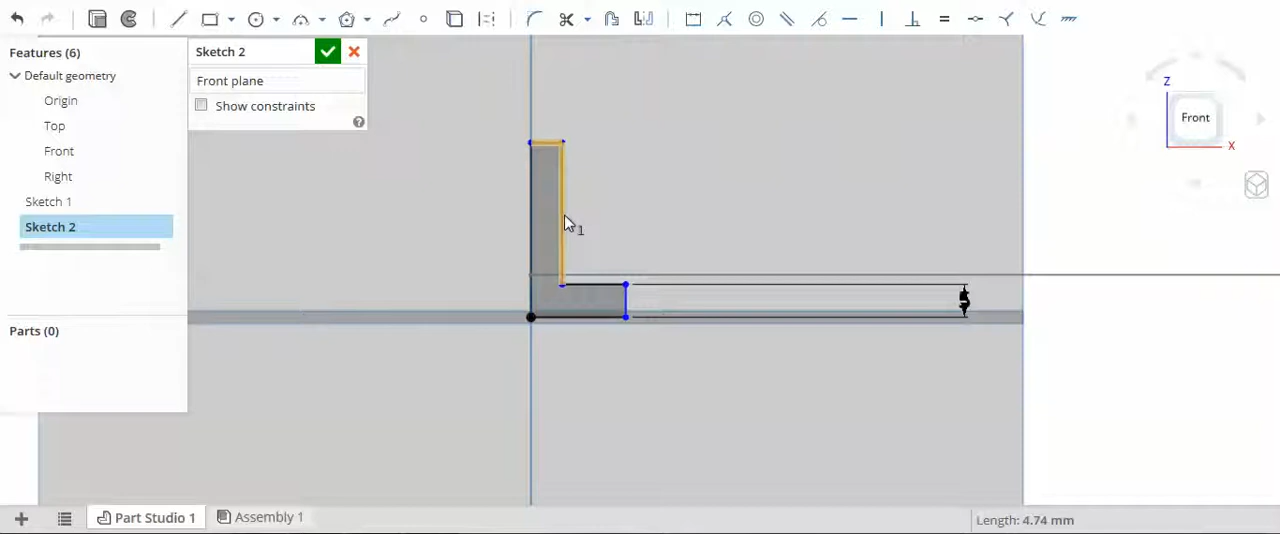 Features (6)
Default geometry
Origin
Top
Front
Right
Sketch 1
Sketch 2
Parts (0)
Sketch 2
Front plane
Show constraints
1
Z
Front
X
Part Studio 1
Assembly 1
Length: 4.74 mm